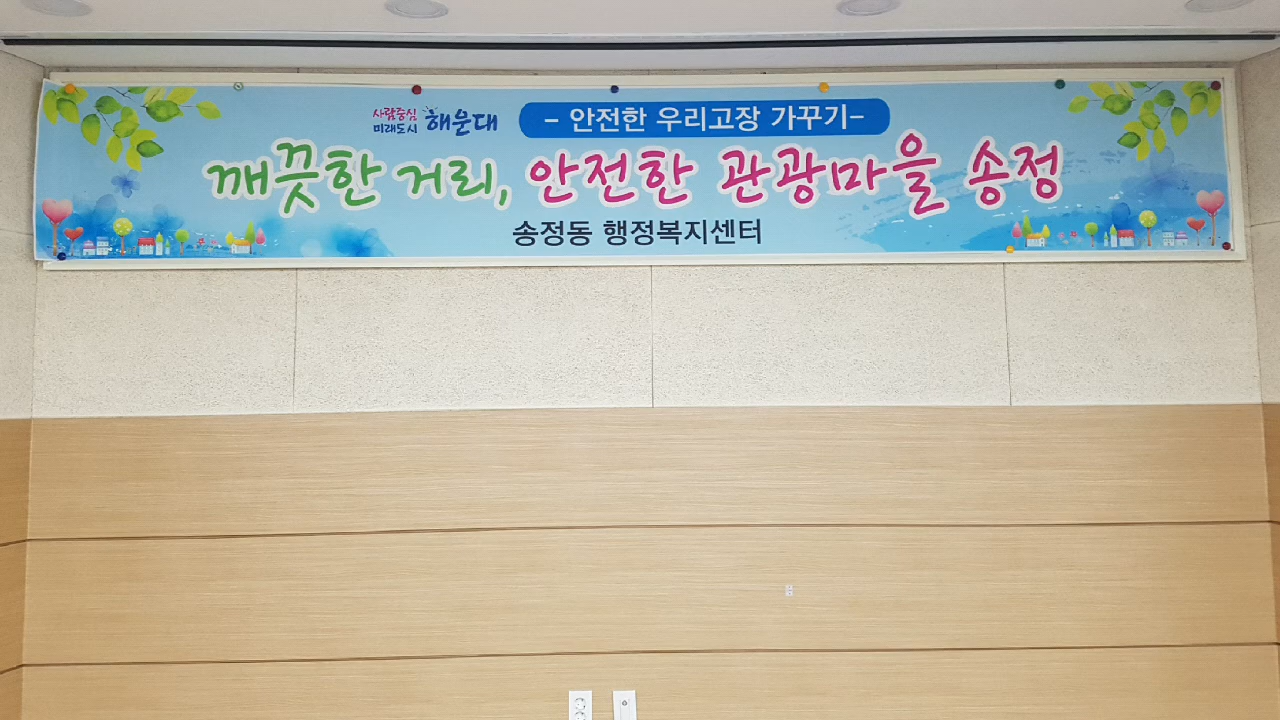 사람중심
미래도시 해운대
- 안전한 우리고장 가꾸기-
깨끗한 거리, 안전한 관광마을 송정
송정동 행정복지센터